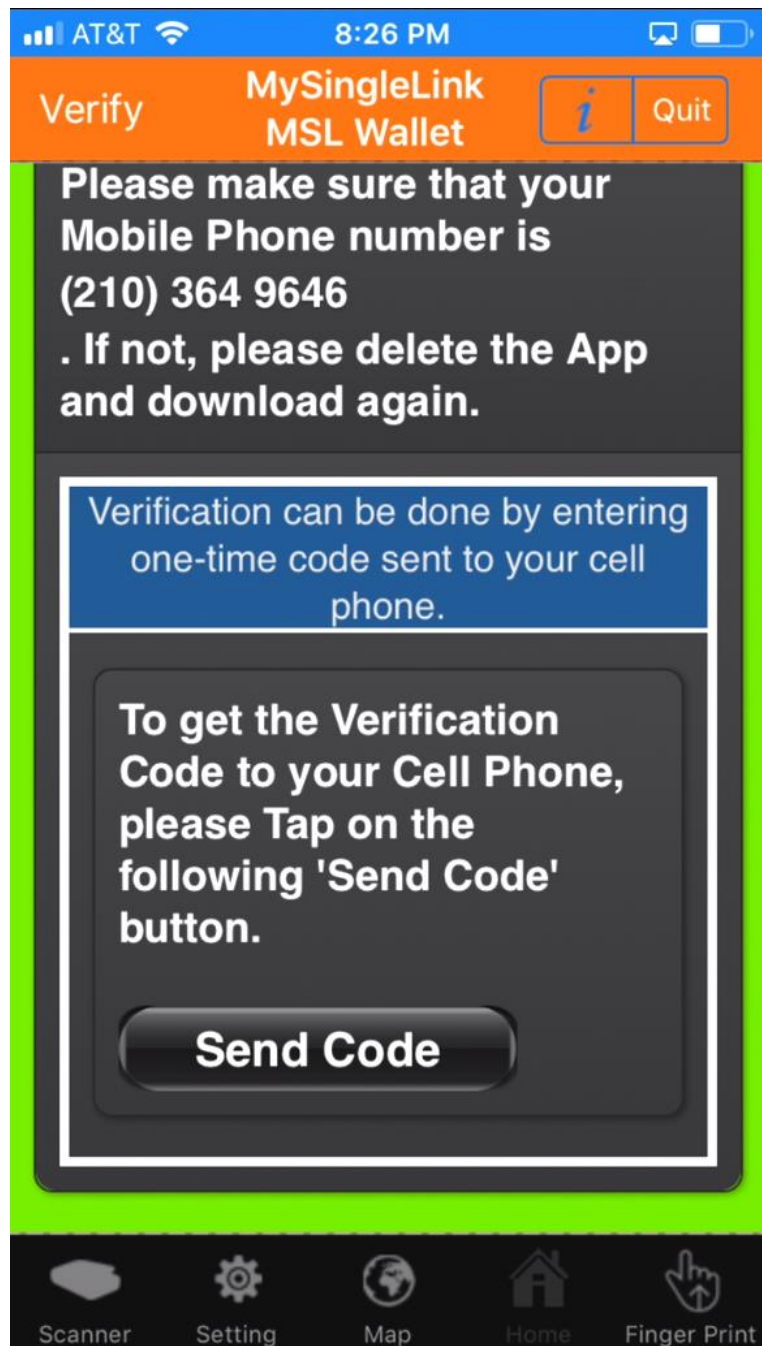 AT&T 8:26 PM
Verify MySingleLink MSL Wallet i Quit
Please make sure that your
Mobile Phone number is
(210) 364 9646
. If not, please delete the App
and download again.
Verification can be done by entering
one-time code sent to your cell
phone.
To get the Verification
Code to your Cell Phone,
please Tap on the
following 'Send Code'
button.
Send Code
Scanner Setting Map Home Finger Print